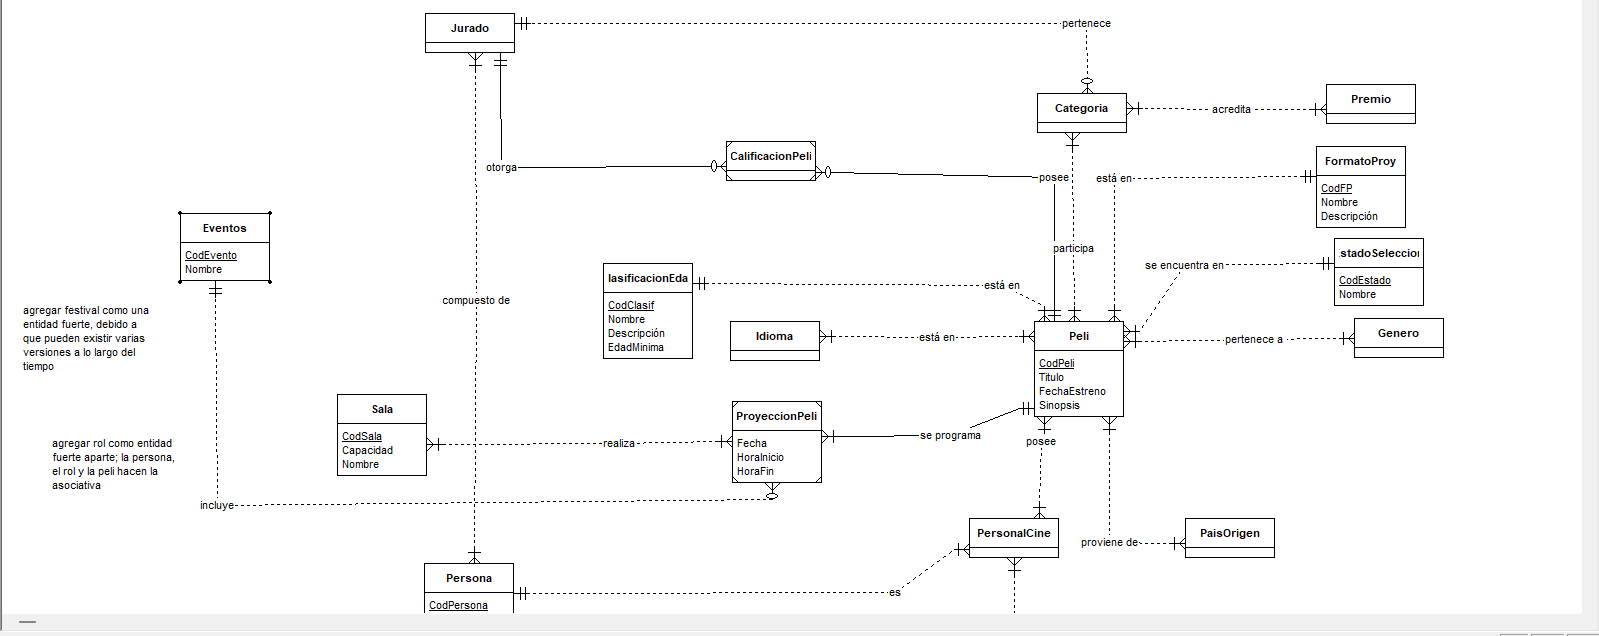 Jurado
pertenece
Categoria
acredita
Premio
CalificacionPeli
otorga
posee
está en
FormatoProy
CodFP
Nombre
Descripción
Eventos
CodEvento
Nombre
participa
se encuentra en
stadoSeleccion
CodEstado
Nombre
lasificacionEda
CodClasif
Nombre
Descripción
EdadMinima
está en
compuesto de
agregar festival como una
entidad fuerte, debido a
que pueden existir varias
versiones a lo largo del
tiempo
Idioma
está en
Peli
CodPeli
Titulo
FechaEstreno
Sinopsis
pertenece a
Genero
Sala
CodSala
Capacidad
Nombre
realiza
ProyeccionPeli
Fecha
HoraInicio
HoraFin
se programa
posee
agregar rol como entidad
fuerte aparte; la persona,
el rol y la peli hacen la
asociativa
incluye
PersonalCine
proviene de
PaisOrigen
Persona
CodPersona
es